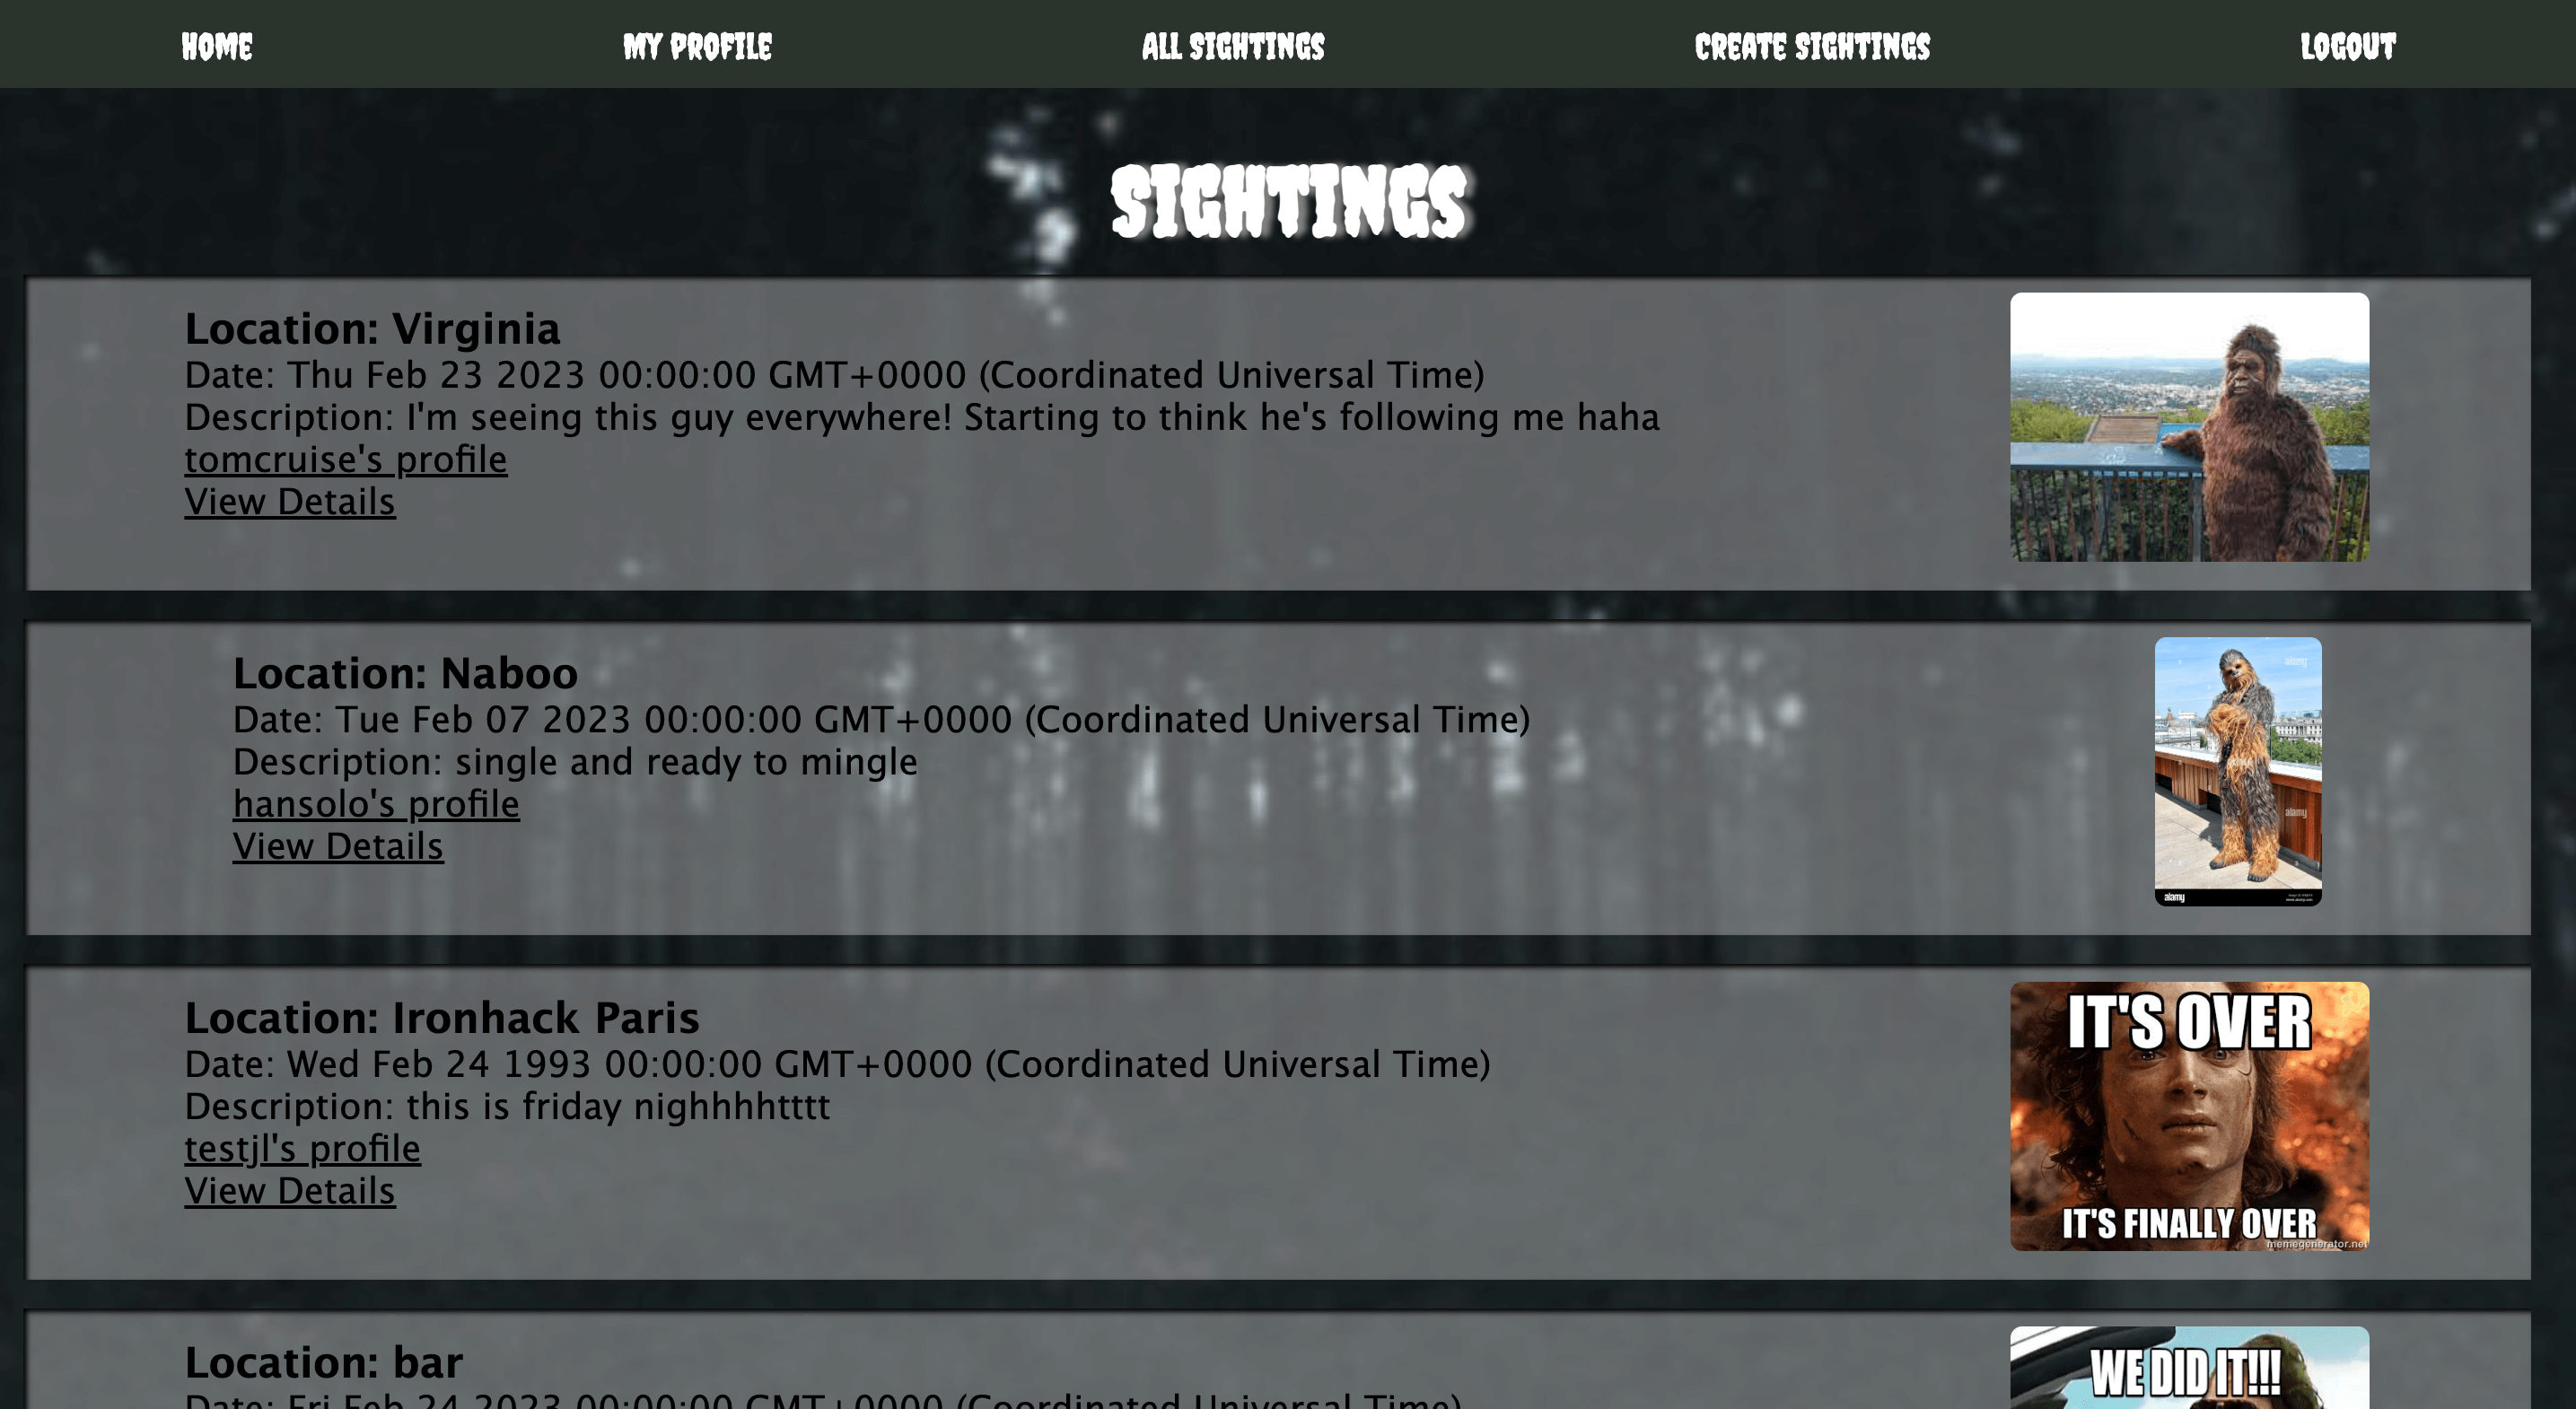 HOME
MY PROFILE
ALL SIGHTINGS
CREATE SIGHTINGS
LOGOUT
SIGHTINGS
Location: Virginia
Date: Thu Feb 23 2023 00:00:00 GMT+0000 (Coordinated Universal Time)
Description: I'm seeing this guy everywhere! Starting to think he's following me haha
tomcruise's profile
View Details
Location: Naboo
Date: Tue Feb 07 2023 00:00:00 GMT+0000 (Coordinated Universal Time)
Description: single and ready to mingle
hansolo's profile
View Details
alamy
alamy
alamy
Location: Ironhack Paris
Date: Wed Feb 24 1993 00:00:00 GMT+0000 (Coordinated Universal Time)
Description: this is friday nighhhhtttt
testjl's profile
View Details
IT'S OVER
IT'S FINALLY OVER
memegenerator.net
Location: bar
Date: Fri Feb 24 2023 00:00:00 GMT+0000 (Coordinated Universal Time)
WE DID IT!!!